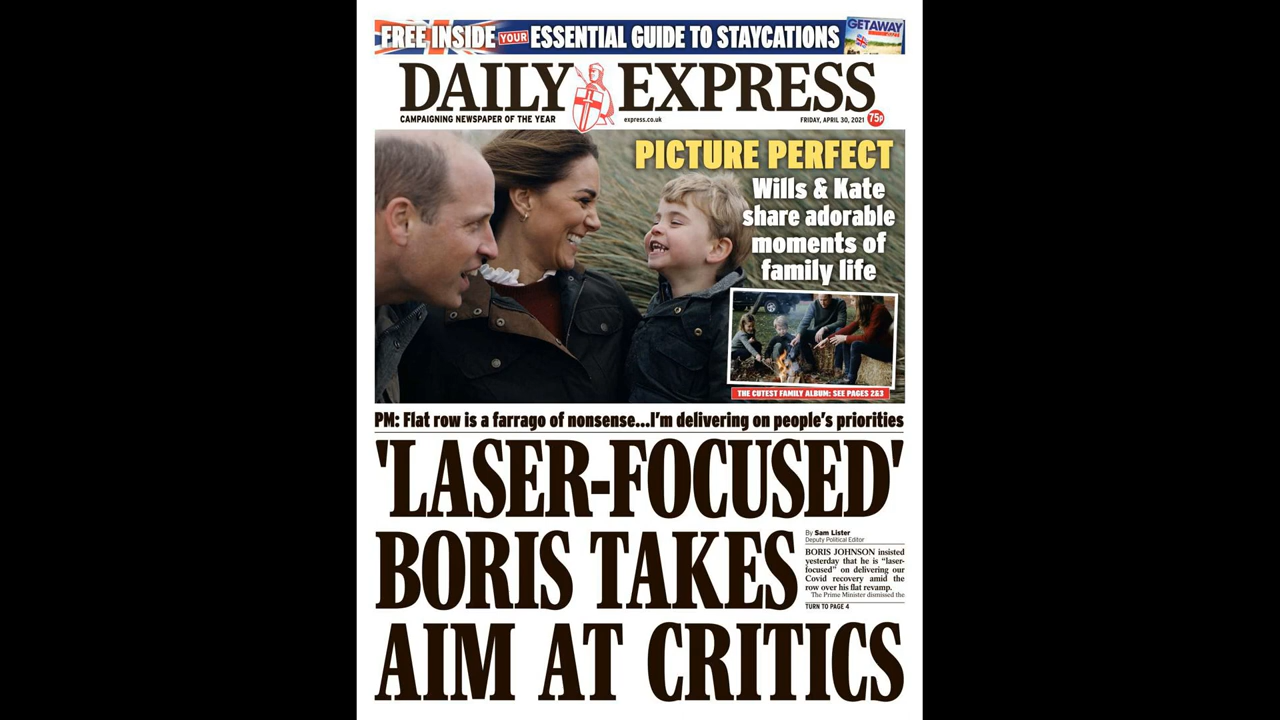 FREE INSIDE YOUR ESSENTIAL GUIDE TO STAYCATIONS
GETAWAY
DAILY EXPRESS
CAMPAIGNING NEWSPAPER OF THE YEAR
express.co.uk
FRIDAY, APRIL 30, 2021
75p
PICTURE PERFECT
Wills & Kate
share adorable
moments of
family life
THE CUTEST FAMILY ALBUM: SEE PAGES 2&3
PM: Flat row is a farrago of nonsense...I'm delivering on people's priorities
'LASER-FOCUSED'
BORIS TAKES
AIM AT CRITICS
By Sam Lister
Deputy Political Editor
BORIS JOHNSON insisted
yesterday that he is "laser-
focused" on delivering our
Covid recovery amid the
row over his flat revamp.
The Prime Minister dismissed the
TURN TO PAGE 4